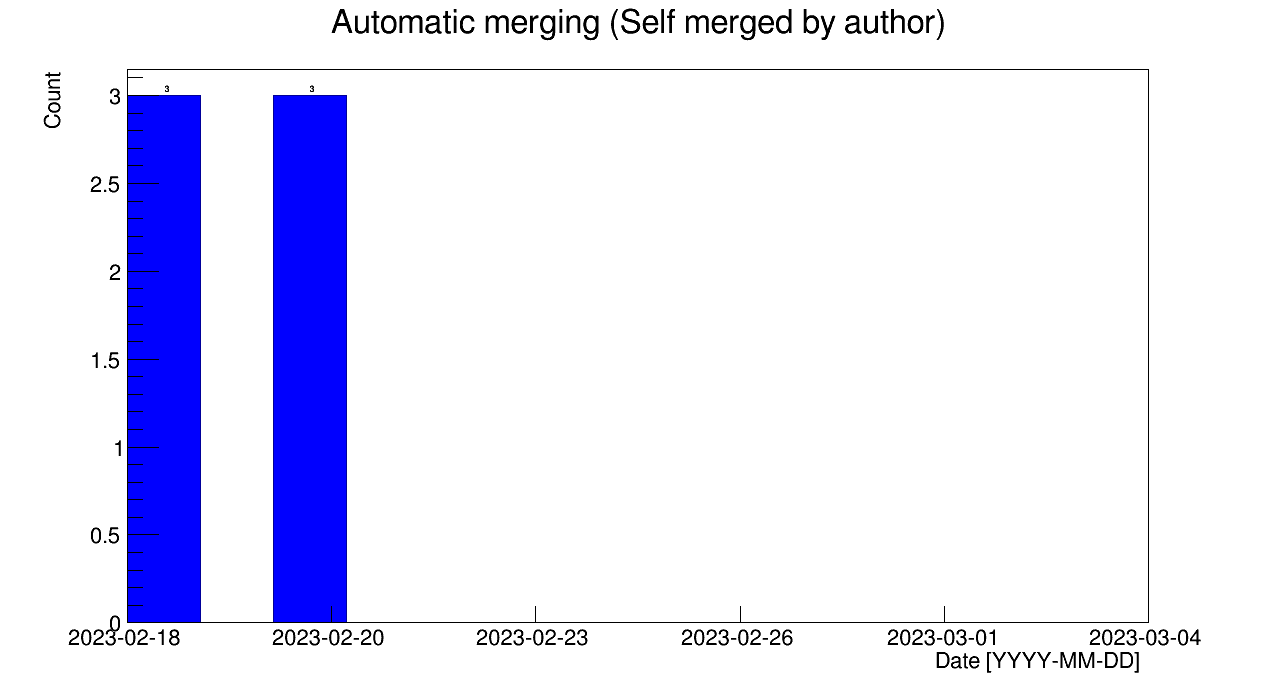 Automatic merging (Self merged by author)
Count
3
3
3
2.5
2
1.5
1
0.5
0
2023-02-18 2023-02-20 2023-02-23 2023-02-26 2023-03-01 2023-03-04
Date [YYYY-MM-DD]